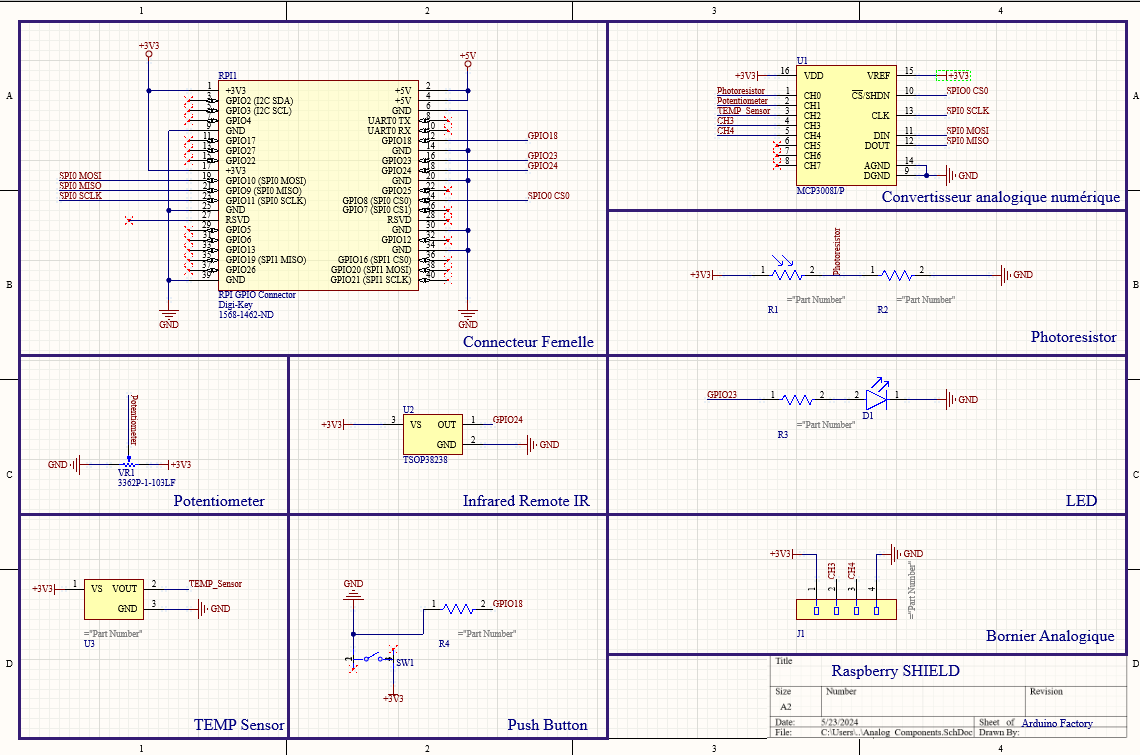 1 2 3 4
A
B
C
D
+3V3
+5V
RPI1
1 +3V3 +5V 2
3 GPIO2 (I2C SDA) +5V 4
5 GPIO3 (I2C SCL) GND 6
7 GPIO4 UART0 TX 8
9 GND UART0 RX 10
11 GPIO17 GPIO18 12 GPIO18
13 GPIO27 GND 14
15 GPIO22 GPIO23 16 GPIO23
17 +3V3 GPIO24 18 GPIO24
SPI0 MOSI 19 GPIO10 (SPI0 MOSI) GND 20
SPI0 MISO 21 GPIO9 (SPI0 MISO) GPIO25 22
SPI0 SCLK 23 GPIO11 (SPI0 SCLK) GPIO8 (SPI0 CS0) 24 SPIO0 CS0
25 GND GPIO7 (SPI0 CS1) 26
27 RSVD RSVD 28
29 GPIO5 GND 30
31 GPIO6 GPIO12 32
33 GPIO13 GND 34
35 GPIO19 (SPI1 MISO) GPIO16 (SPI1 CS0) 36
37 GPIO26 GPIO20 (SPI1 MOSI) 38
39 GND GPIO21 (SPI1 SCLK) 40
RPI GPIO Connector
Digi-Key
1568-1462-ND
GND
GND
Connecteur Femelle
U1
+3V3 16 VDD VREF 15 +3V3
Photoresistor 1 CH0 CS/SHDN 10 SPIO0 CS0
Potentiometer 2 CH1
TEMP_Sensor 3 CH2 CLK 13 SPI0 SCLK
CH3 4 CH3
CH4 5 CH4 DIN 11 SPI0 MOSI
6 CH5 DOUT 12 SPI0 MISO
7 CH6
8 CH7 AGND 14
DGND 9 GND
MCP3008I/P
Convertisseur analogique numérique
Photoresistor
+3V3 1 2 1 2 GND
="Part Number" ="Part Number"
R1 R2
Photoresistor
Potentiometer
GND +3V3
VR1
3362P-1-103LF
Potentiometer
U2
+3V3 3 VS OUT 1 GPIO24
GND 2 GND
TSOP38238
Infrared Remote IR
GPIO23 1 2 2 1 GND
D1
="Part Number"
R3
LED
+3V3 1 VS VOUT 2 TEMP_Sensor
GND 3 GND
="Part Number"
U3
TEMP Sensor
GND
1 2 GPIO18
="Part Number"
R4
2
SW1
+3V3
Push Button
+3V3 GND
CH3 CH4
1 2 3 4
="Part Number"
J1
Bornier Analogique
Title
Raspberry SHIELD
Size Number Revision
A2
Date: 5/23/2024 Sheet of Arduino Factory
File: C:\Users\..\Analog_Components.SchDoc Drawn By:
A
B
C
D
1 2 3 4